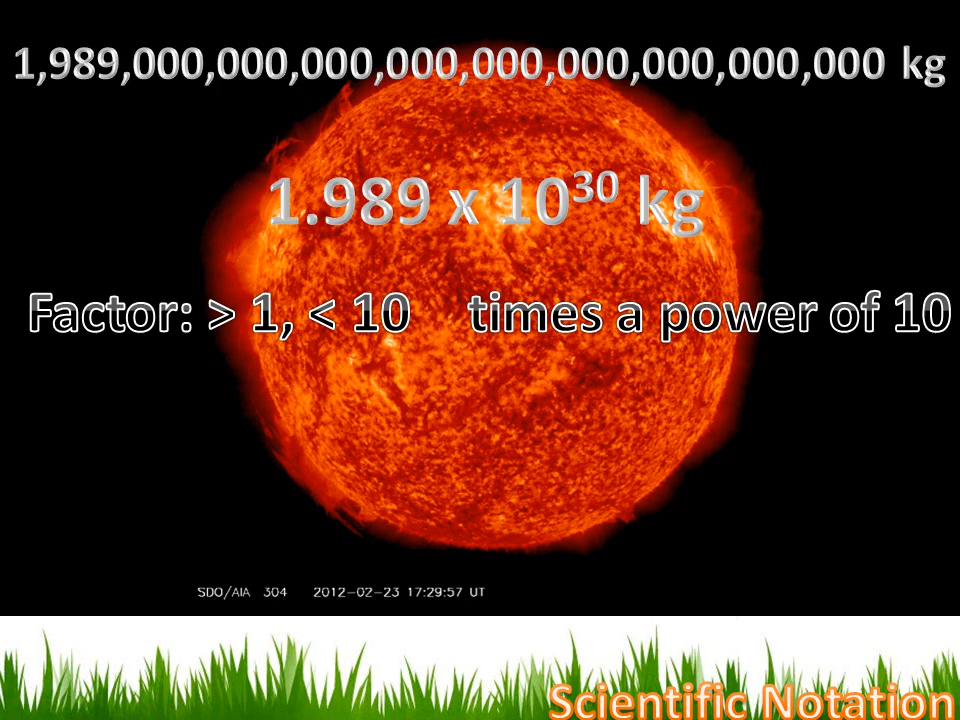 1,989,000,000,000,000,000,000,000,000,000 kg
1.989 x 10³⁰ kg
Factor: > 1, < 10 times a power of 10
SDO/AIA 304 2012-02-23 17:29:57 UT
Scientific Notation